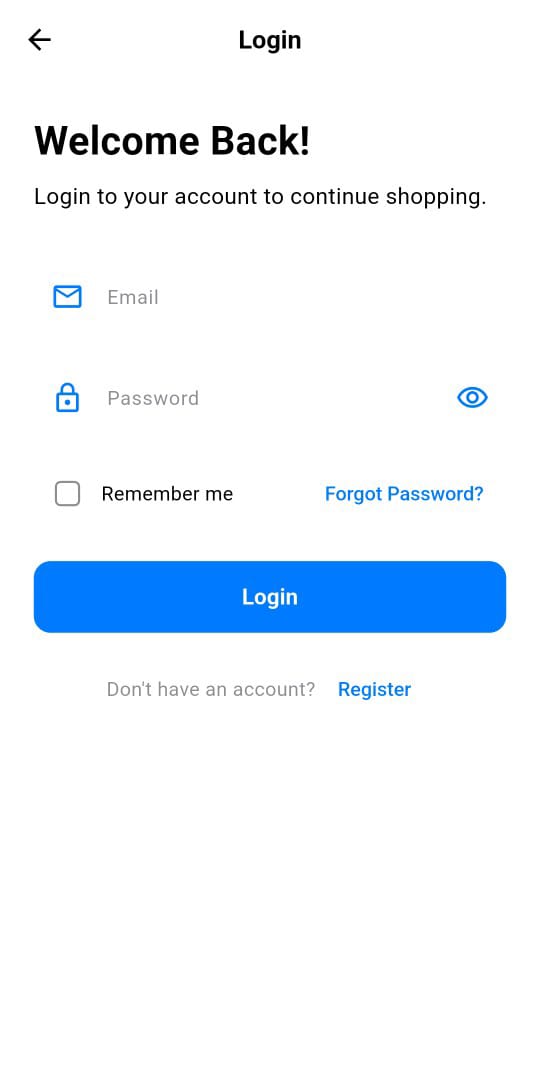 Login
Welcome Back!
Login to your account to continue shopping.
Email
Password
Remember me Forgot Password?
Login
Don't have an account? Register